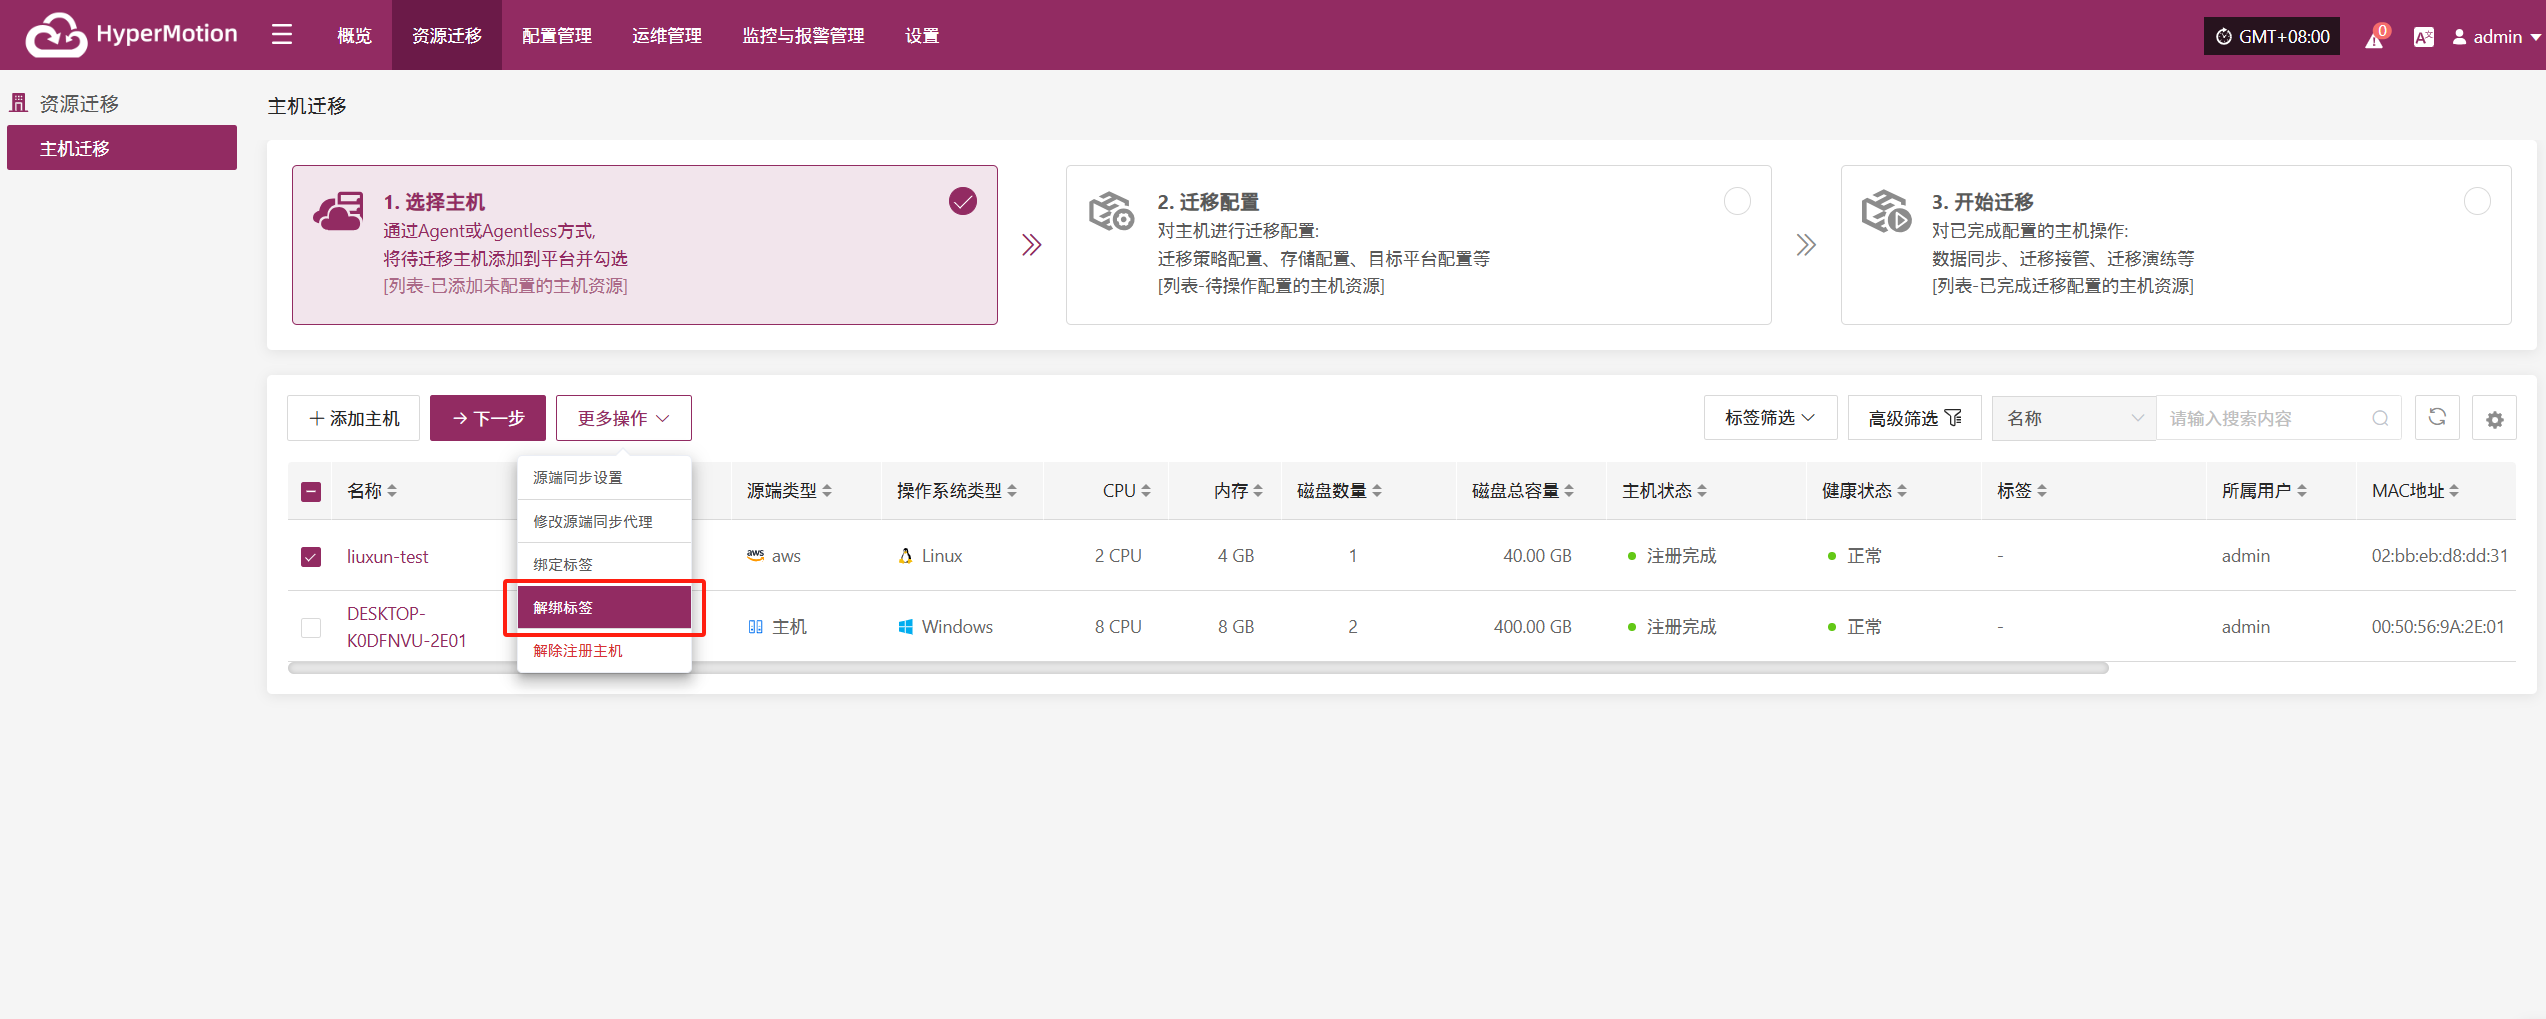 HyperMotion
概览
资源迁移
配置管理
运维管理
监控与报警管理
设置
GMT+08:00
0
admin
资源迁移
主机迁移
主机迁移
1. 选择主机
通过Agent或Agentless方式,
将待迁移主机添加到平台并勾选
[列表-已添加未配置的主机资源]
2. 迁移配置
对主机进行迁移配置:
迁移策略配置、存储配置、目标平台配置等
[列表-待操作配置的主机资源]
3. 开始迁移
对已完成配置的主机操作:
数据同步、迁移接管、迁移演练等
[列表-已完成迁移配置的主机资源]
添加主机
下一步
更多操作
标签筛选
高级筛选
名称
请输入搜索内容
源端同步设置
修改源端同步代理
绑定标签
解绑标签
解除注册主机
名称 源端类型 操作系统类型 CPU 内存 磁盘数量 磁盘总容量 主机状态 健康状态 标签 所属用户 MAC地址
liuxun-test aws aws Linux 2 CPU 4 GB 1 40.00 GB 注册完成 正常 - admin 02:bb:eb:d8:dd:31
DESKTOP-
K0DFNVU-2E01 主机 Windows 8 CPU 8 GB 2 400.00 GB 注册完成 正常 - admin 00:50:56:9A:2E:01